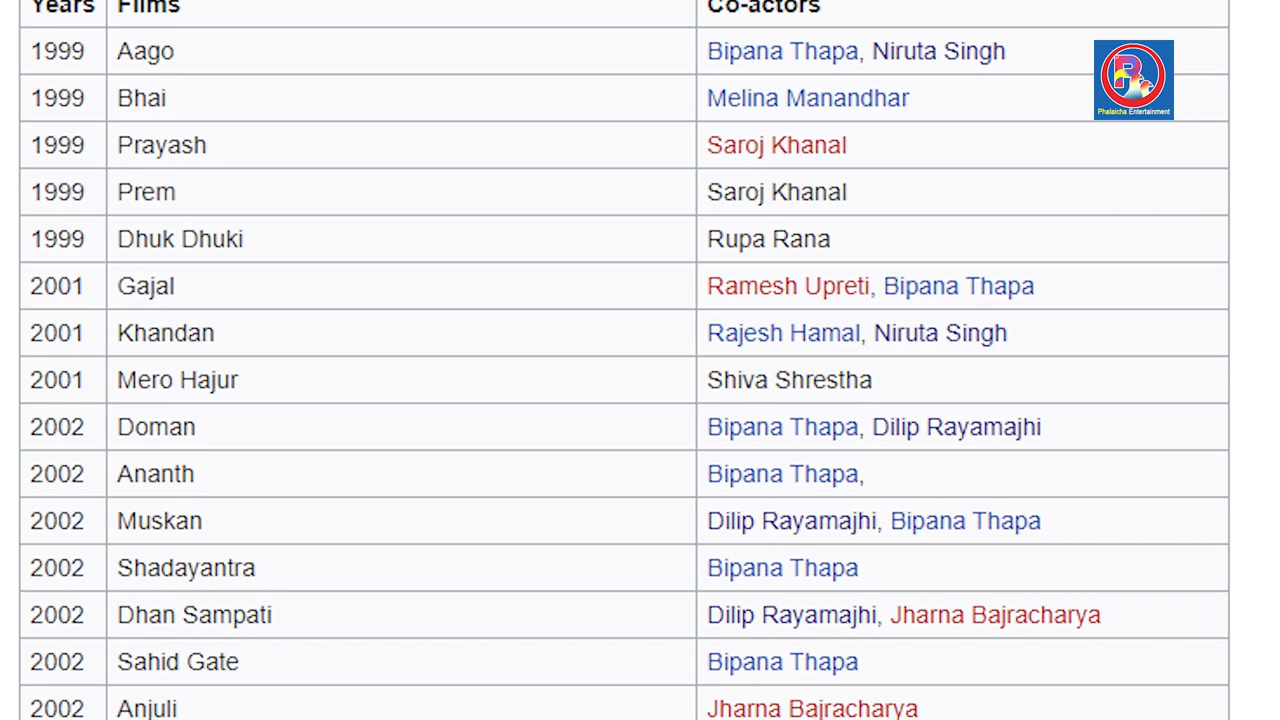 Years Films Co-actors
1999 Aago Bipana Thapa, Niruta Singh
1999 Bhai Melina Manandhar
Phalaicha Entertainment
1999 Prayash Saroj Khanal
1999 Prem Saroj Khanal
1999 Dhuk Dhuki Rupa Rana
2001 Gajal Ramesh Upreti, Bipana Thapa
2001 Khandan Rajesh Hamal, Niruta Singh
2001 Mero Hajur Shiva Shrestha
2002 Doman Bipana Thapa, Dilip Rayamajhi
2002 Ananth Bipana Thapa,
2002 Muskan Dilip Rayamajhi, Bipana Thapa
2002 Shadayantra Bipana Thapa
2002 Dhan Sampati Dilip Rayamajhi, Jharna Bajracharya
2002 Sahid Gate Bipana Thapa
2002 Anjuli Jharna Bajracharya